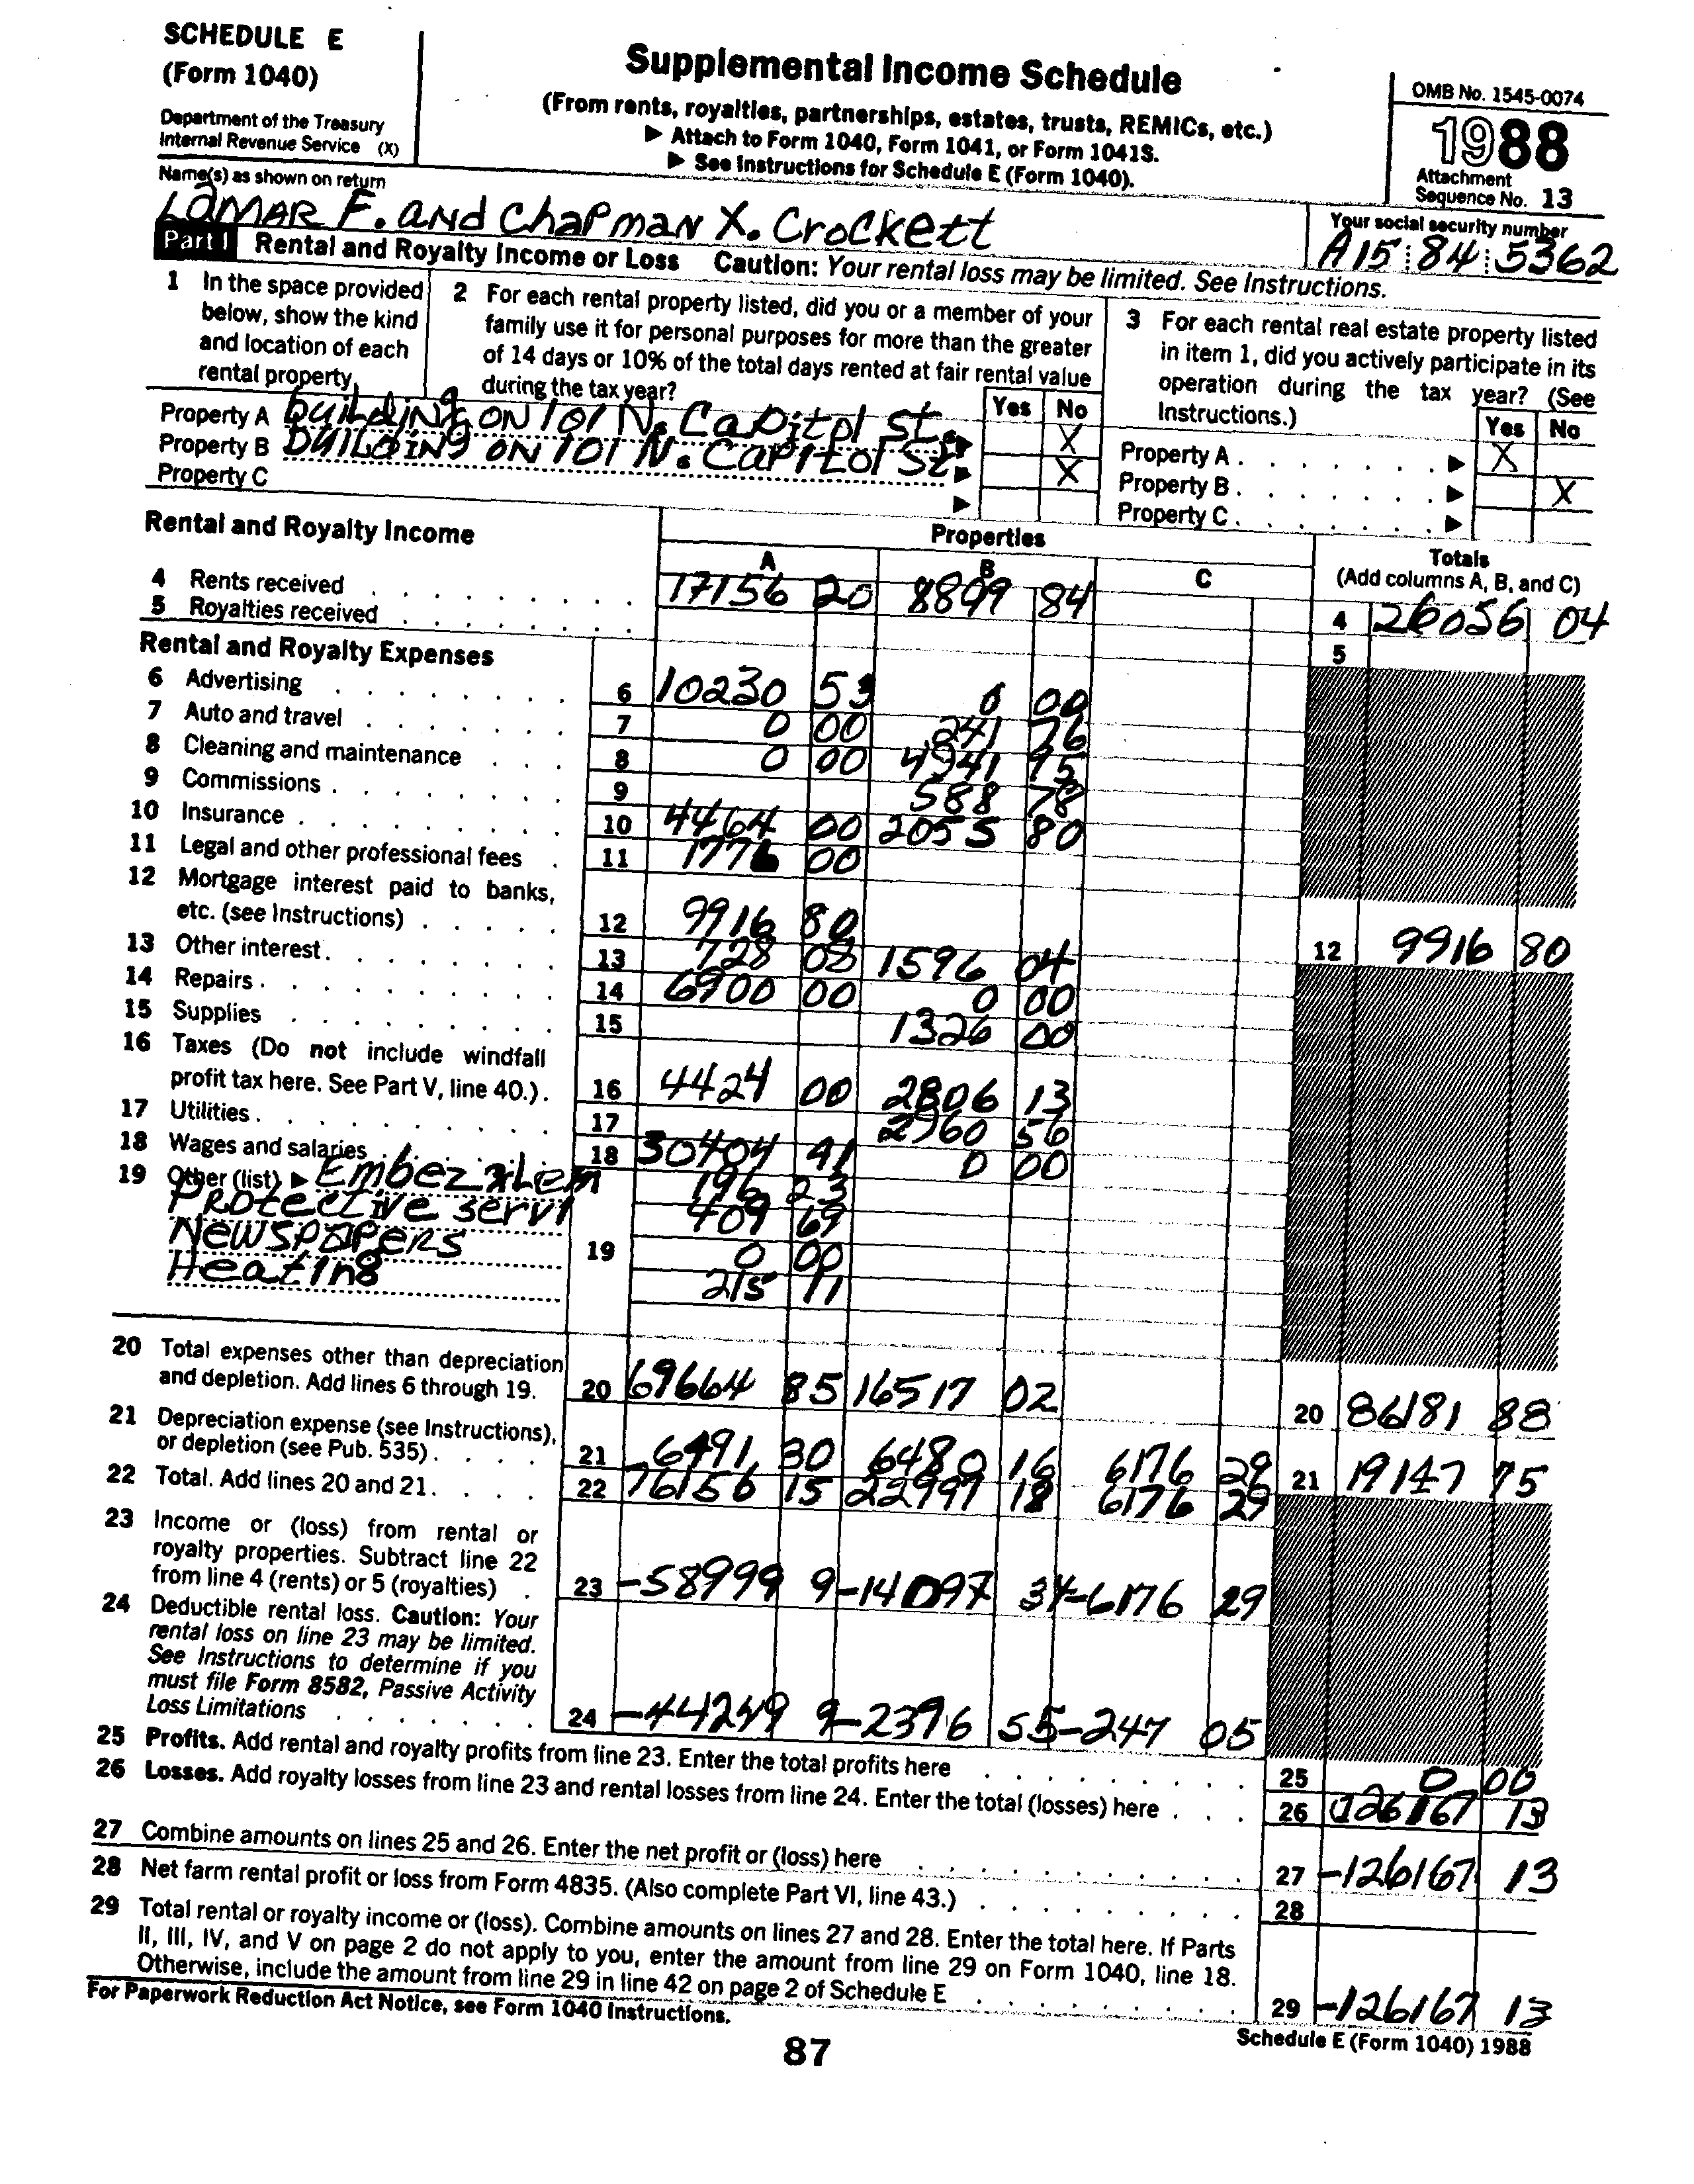 SCHEDULE E
(Form 1040)
Department of the Treasury
Internal Revenue Service (X)
Supplemental Income Schedule
(From rents, royalties, partnerships, estates, trusts, REMICs, etc.)
▶ Attach to Form 1040, Form 1041, or Form 1041S.
▶ See Instructions for Schedule E (Form 1040).
OMB No. 1545-0074
1988
Attachment
Sequence No. 13
Name(s) as shown on return
LaMAR F. and ChaPman X. Crockett
Your social security number
A15 84 5362
Part I Rental and Royalty Income or Loss Caution: Your rental loss may be limited. See Instructions.
1 In the space provided
below, show the kind
and location of each
rental property.
2 For each rental property listed, did you or a member of your
family use it for personal purposes for more than the greater
of 14 days or 10% of the total days rented at fair rental value
during the tax year?
3 For each rental real estate property listed
in item 1, did you actively participate in its
operation during the tax year? (See
Instructions.)
Yes No
Yes No
Property A building on 101 N. Capitol St. ▶ X
Property B building on 101 N. Capitol St ▶ X
Property C ▶
Property A . . . . . . . ▶ X
Property B . . . . . . . ▶ X
Property C . . . . . . . ▶
Rental and Royalty Income
Properties
A B C
Totals
(Add columns A, B, and C)
4 Rents received 17156 20 8899 84 4 26056 04
5 Royalties received 5
Rental and Royalty Expenses
6 Advertising 6 10230 53 0 00
7 Auto and travel 7 0 00 241 76
8 Cleaning and maintenance 8 0 00 4941 95
9 Commissions 9 588 78
10 Insurance 10 4464 00 2055 80
11 Legal and other professional fees 11 1776 00
12 Mortgage interest paid to banks,
etc. (see Instructions) 12 9916 80 12 9916 80
13 Other interest 13 728 08 1596 04
14 Repairs 14 6900 00 0 00
15 Supplies 15 1326 00
16 Taxes (Do not include windfall
profit tax here. See Part V, line 40.) 16 4424 00 2806 13
17 Utilities 17 2960 56
18 Wages and salaries 18 30404 41 0 00
19 Other (list) ▶ Embezzlem 196 23
Protective servi 409 69
Newspapers 19 0 00
Heating 215 11
20 Total expenses other than depreciation
and depletion. Add lines 6 through 19. 20 69664 85 16517 02 20 86181 88
21 Depreciation expense (see Instructions),
or depletion (see Pub. 535) 21 6491 30 6480 16 6176 29 21 19147 75
22 Total. Add lines 20 and 21. 22 76156 15 22997 18 6176 29
23 Income or (loss) from rental or
royalty properties. Subtract line 22
from line 4 (rents) or 5 (royalties) 23 -58999 9 -14097 34 -6176 29
24 Deductible rental loss. Caution: Your
rental loss on line 23 may be limited.
See Instructions to determine if you
must file Form 8582, Passive Activity
Loss Limitations 24 -44249 9 -2396 55 -247 05
25 Profits. Add rental and royalty profits from line 23. Enter the total profits here 25 0 00
26 Losses. Add royalty losses from line 23 and rental losses from line 24. Enter the total (losses) here 26 (126167 13
27 Combine amounts on lines 25 and 26. Enter the net profit or (loss) here 27 -126167 13
28 Net farm rental profit or loss from Form 4835. (Also complete Part VI, line 43.) 28
29 Total rental or royalty income or (loss). Combine amounts on lines 27 and 28. Enter the total here. If Parts
II, III, IV, and V on page 2 do not apply to you, enter the amount from line 29 on Form 1040, line 18.
Otherwise, include the amount from line 29 in line 42 on page 2 of Schedule E 29 -126167 13
For Paperwork Reduction Act Notice, see Form 1040 Instructions.
Schedule E (Form 1040) 1988
87